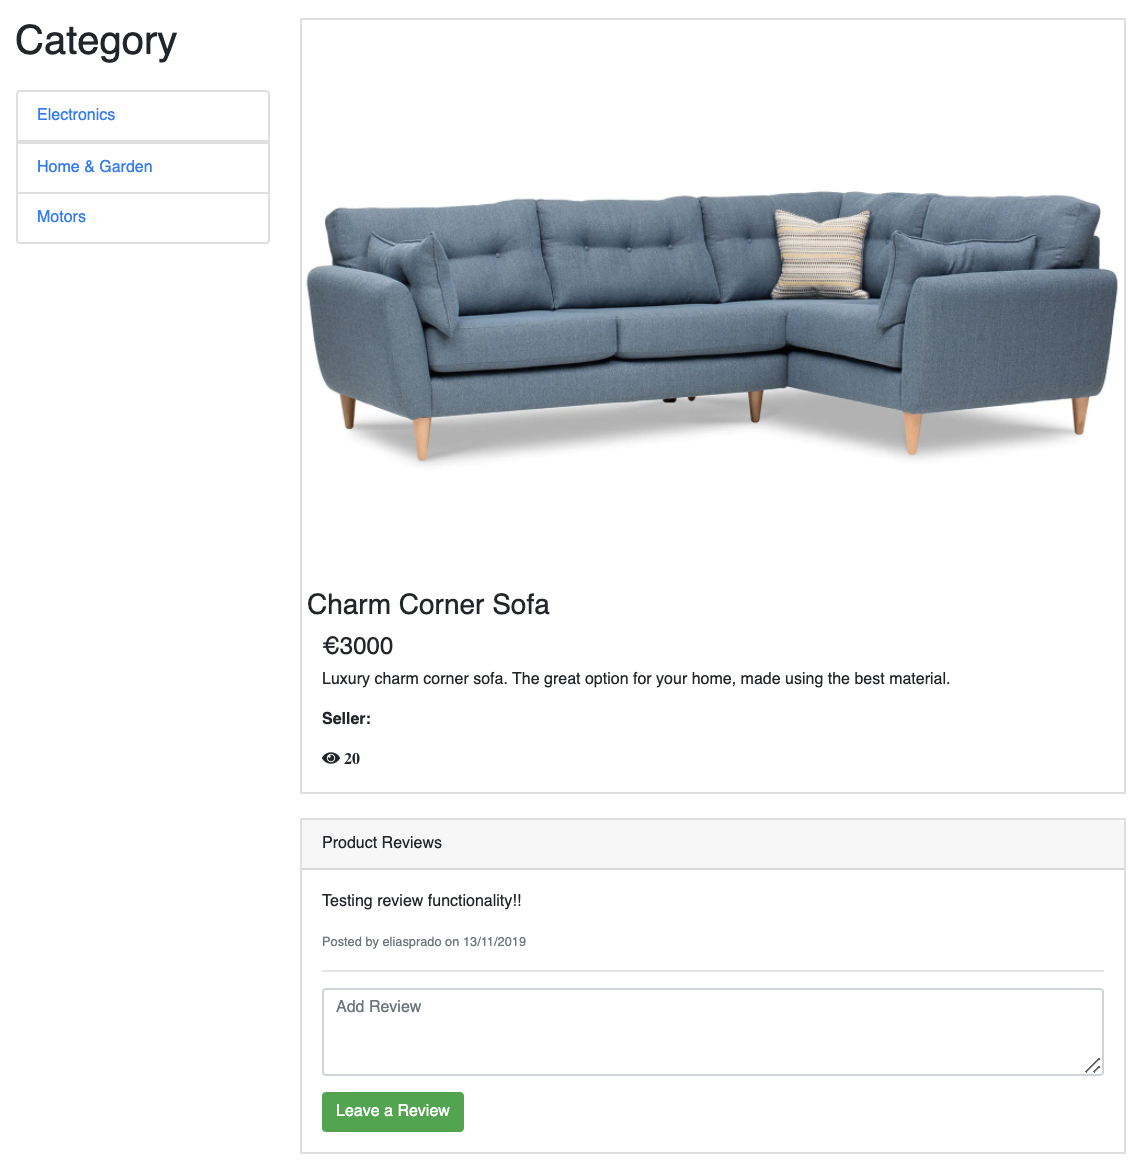 Category
Electronics
Home & Garden
Motors
Charm Corner Sofa
€3000
Luxury charm corner sofa. The great option for your home, made using the best material.
Seller:
20
Product Reviews
Testing review functionality!!
Posted by eliasprado on 13/11/2019
Add Review
Leave a Review